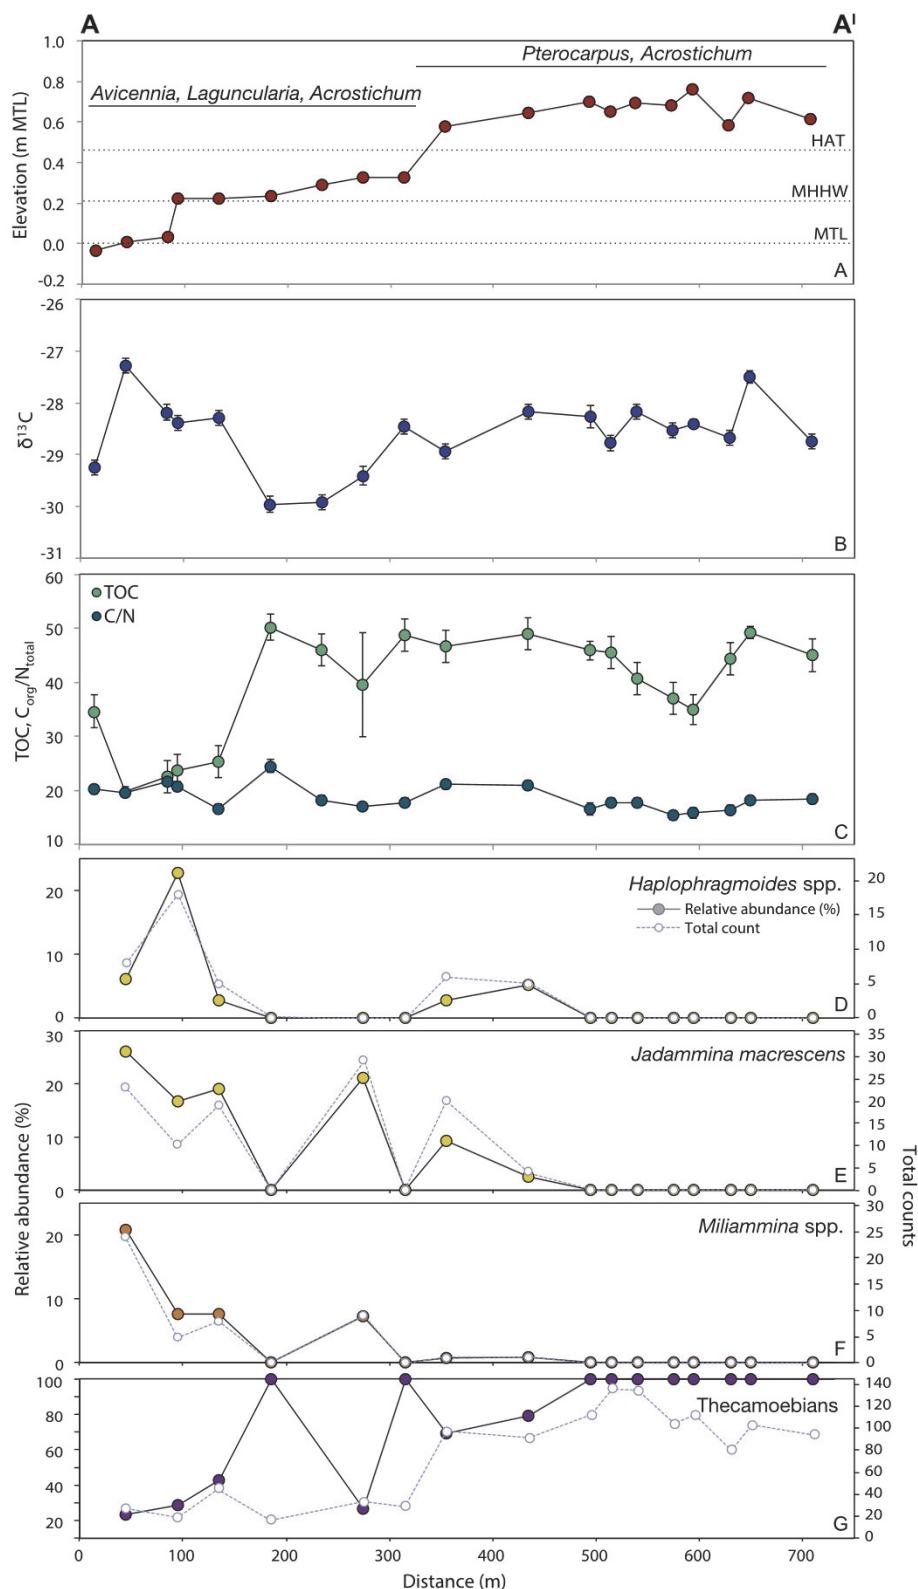 A A'
Pterocarpus, Acrostichum
Avicennia, Laguncularia, Acrostichum
Elevation (m MTL)
1.0
0.8
0.6
0.4
0.2
0.0
-0.2
HAT
MHHW
MTL
A
δ¹³C
-26
-27
-28
-29
-30
-31
B
TOC, Corg/Ntotal
60
50
40
30
20
10
TOC
C/N
C
Haplophragmoides spp.
Relative abundance (%)
Total count
20
10
0
20
15
10
5
0
D
Jadammina macrescens
30
20
10
0
35
30
25
20
15
10
5
0
E
Relative abundance (%)
Total counts
Miliammina spp.
20
10
0
30
25
20
15
10
5
0
F
Thecamoebians
100
80
60
40
20
140
120
100
80
60
40
20
0
G
0 100 200 300 400 500 600 700
Distance (m)